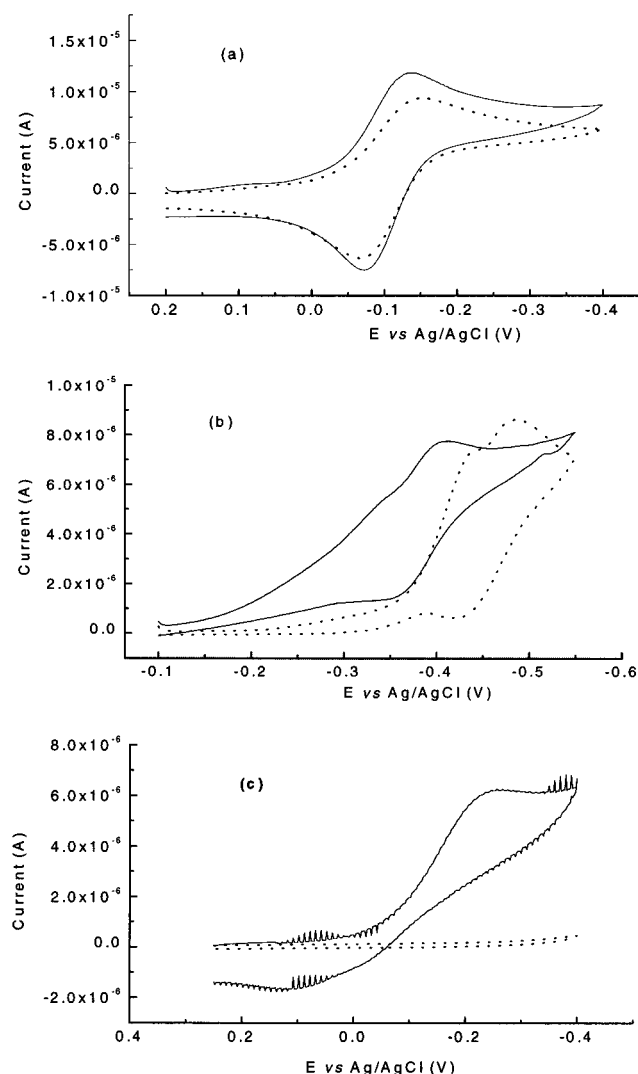 (a)
1.5x10⁻⁵
1.0x10⁻⁵
5.0x10⁻⁶
0.0
-5.0x10⁻⁶
-1.0x10⁻⁵
Current (A)
0.2 0.1 0.0 -0.1 -0.2 -0.3 -0.4
E vs Ag/AgCl (V)
(b)
1.0x10⁻⁵
8.0x10⁻⁶
6.0x10⁻⁶
4.0x10⁻⁶
2.0x10⁻⁶
0.0
Current (A)
-0.1 -0.2 -0.3 -0.4 -0.5 -0.6
E vs Ag/AgCl (V)
(c)
8.0x10⁻⁶
6.0x10⁻⁶
4.0x10⁻⁶
2.0x10⁻⁶
0.0
-2.0x10⁻⁶
Current (A)
0.4 0.2 0.0 -0.2 -0.4
E vs Ag/AgCl (V)